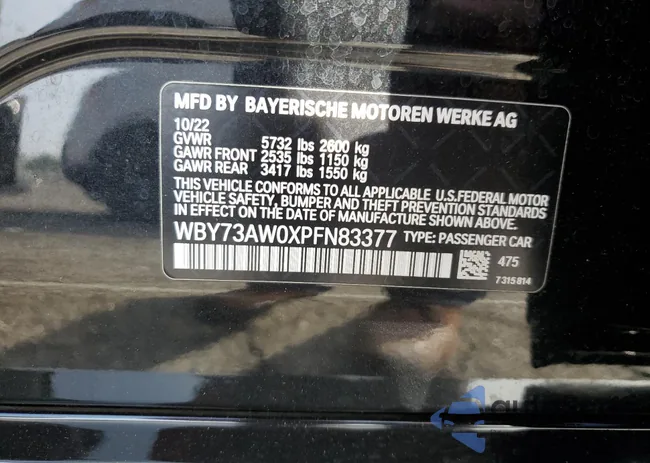 MFD BY BAYERISCHE MOTOREN WERKE AG
10/22
GVWR 5732 lbs 2600 kg
GAWR FRONT 2535 lbs 1150 kg
GAWR REAR 3417 lbs 1550 kg
THIS VEHICLE CONFORMS TO ALL APPLICABLE U.S.FEDERAL MOTOR
VEHICLE SAFETY, BUMPER AND THEFT PREVENTION STANDARDS
IN EFFECT ON THE DATE OF MANUFACTURE SHOWN ABOVE.
WBY73AW0XPFN83377 TYPE: PASSENGER CAR
475
7315814